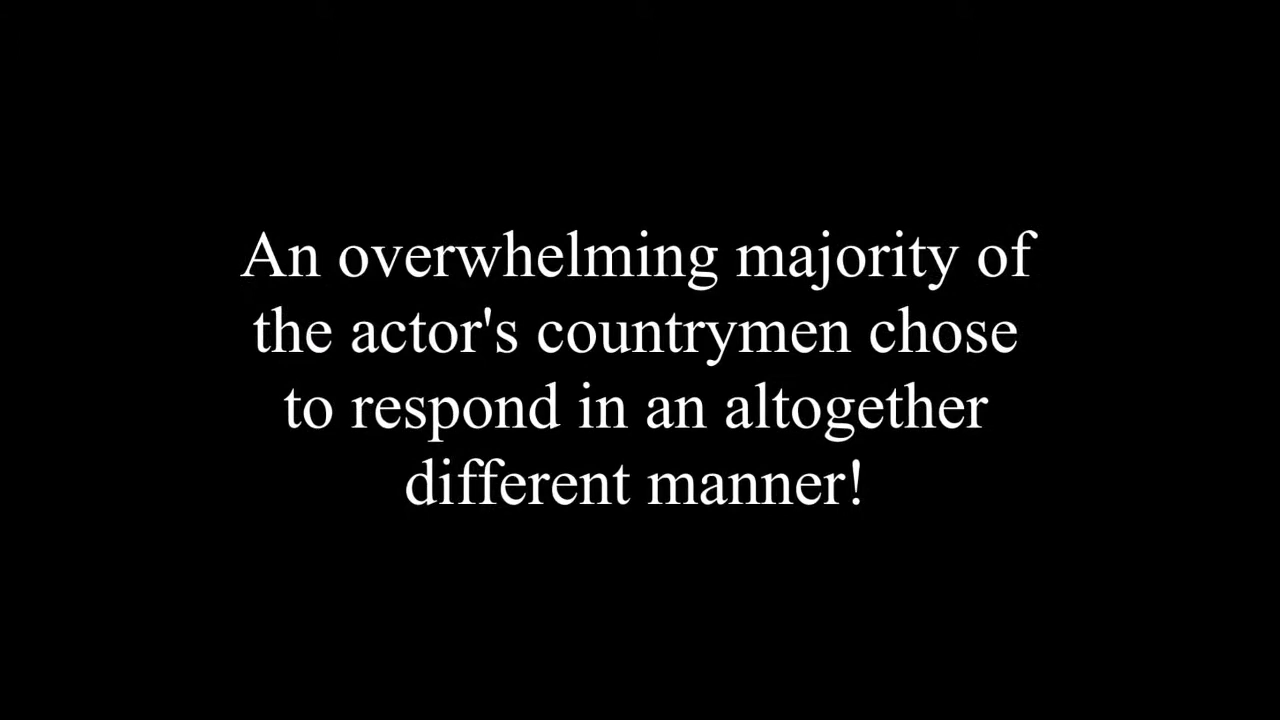 An overwhelming majority of
the actor's countrymen chose
to respond in an altogether
different manner!